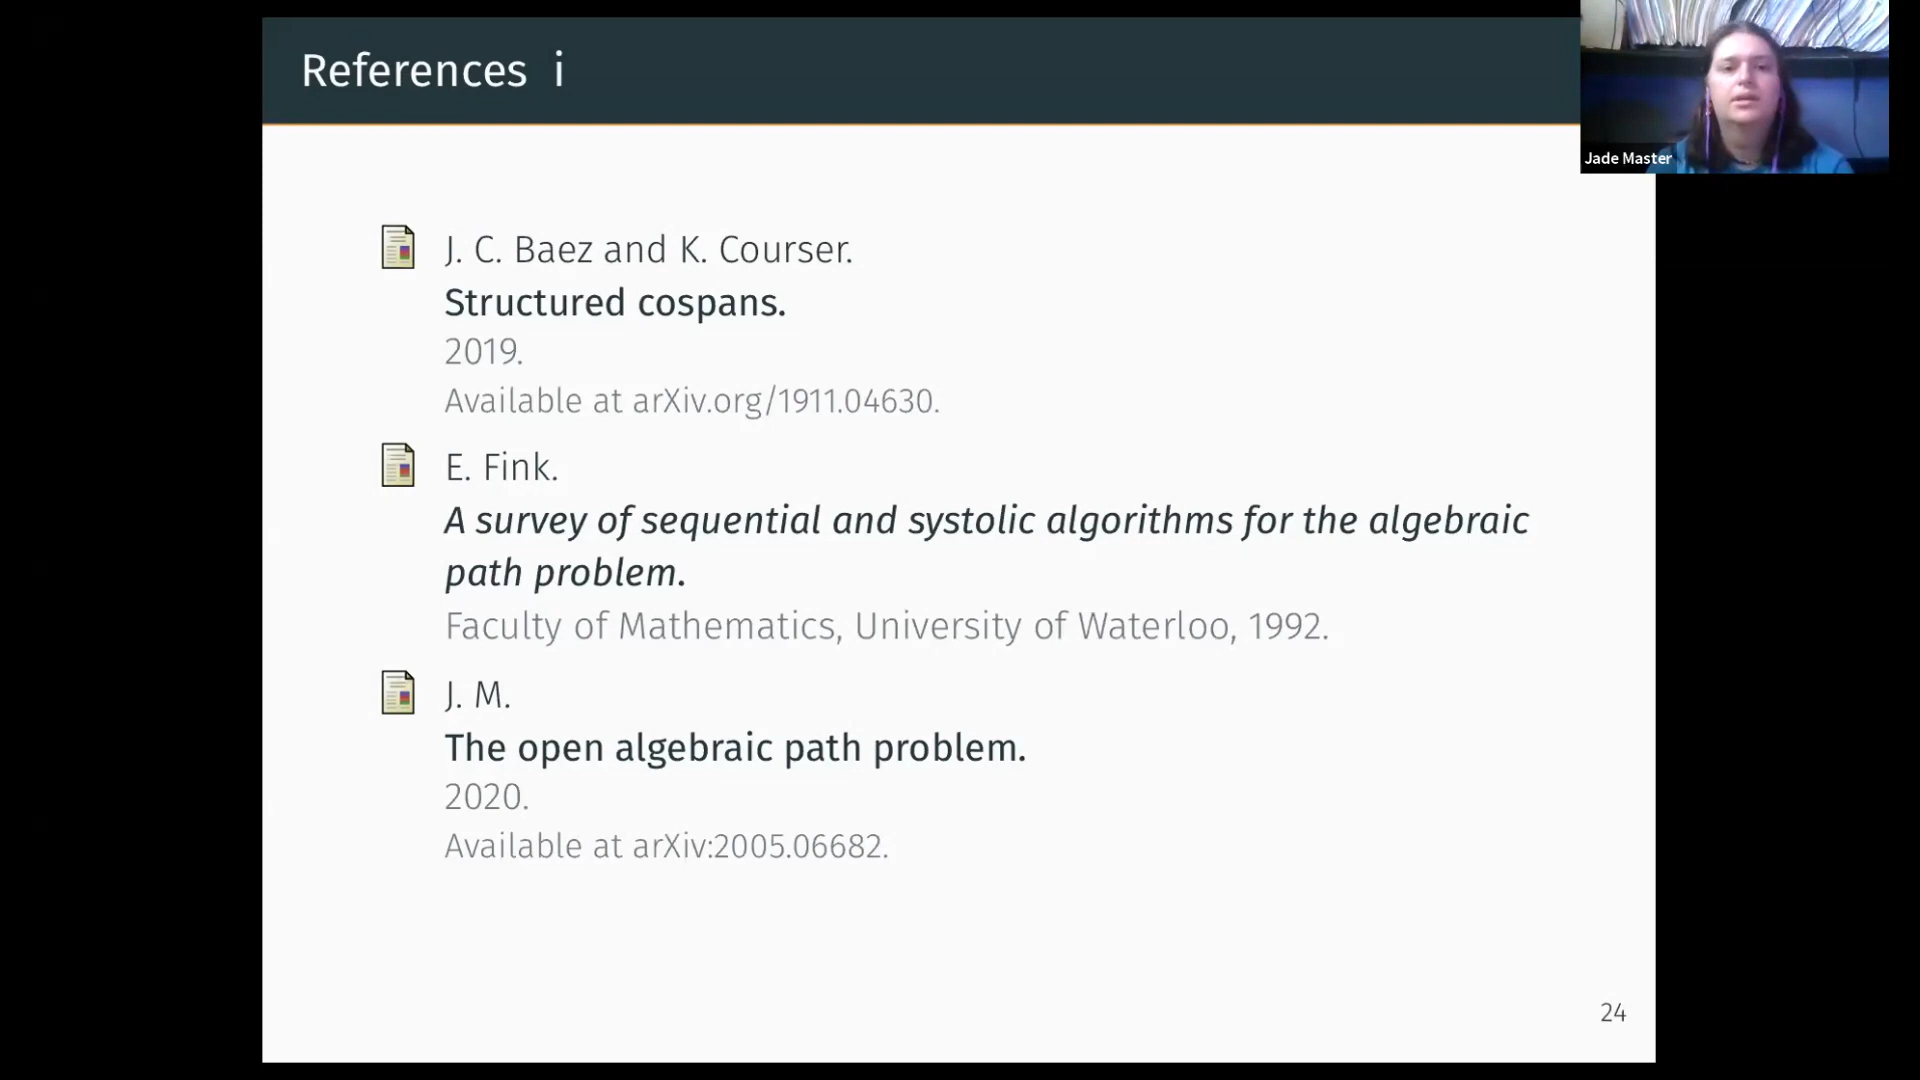 References i
Jade Master
J. C. Baez and K. Courser.
Structured cospans.
2019.
Available at arXiv.org/1911.04630.
E. Fink.
A survey of sequential and systolic algorithms for the algebraic
path problem.
Faculty of Mathematics, University of Waterloo, 1992.
J. M.
The open algebraic path problem.
2020.
Available at arXiv:2005.06682.
24